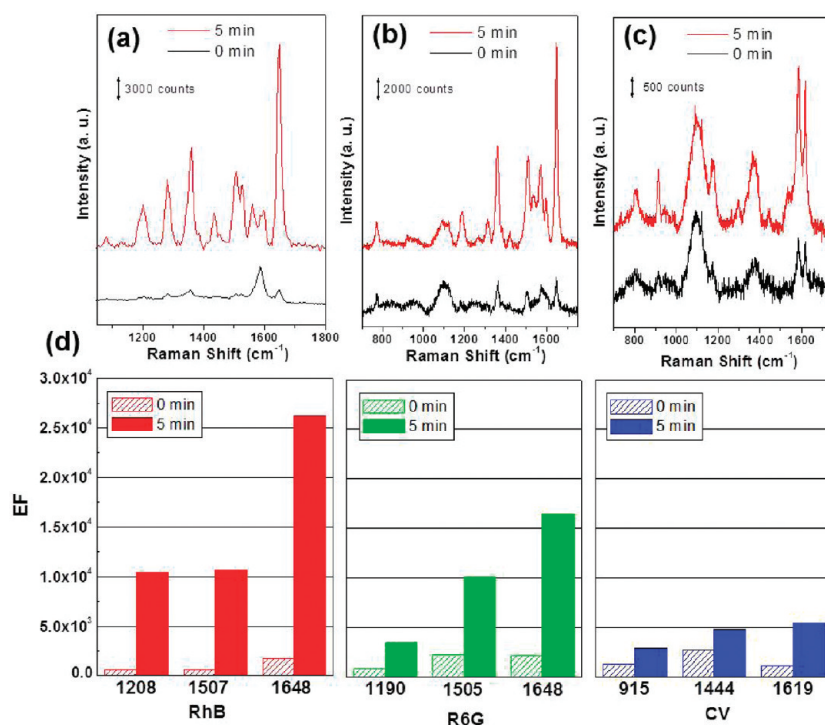 (a)
5 min
0 min
3000 counts
Intensity (a. u.)
1200 1400 1600 1800
Raman Shift (cm⁻¹)
(b)
5 min
0 min
2000 counts
Intensity (a. u.)
800 1000 1200 1400 1600
Raman Shift (cm⁻¹)
(c)
5 min
0 min
500 counts
Intensity (a. u.)
800 1000 1200 1400 1600
Raman Shift (cm⁻¹)
(d)
EF
3.0x10⁴
2.5x10⁴
2.0x10⁴
1.5x10⁴
1.0x10⁴
5.0x10³
0.0
0 min
5 min
1208 1507 1648
RhB
0 min
5 min
1190 1505 1648
R6G
0 min
5 min
915 1444 1619
CV